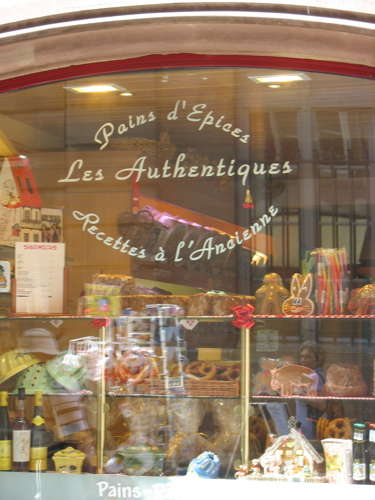 Pains d'Epices
Les Authentiques
Recettes à l'Ancienne
Pains-